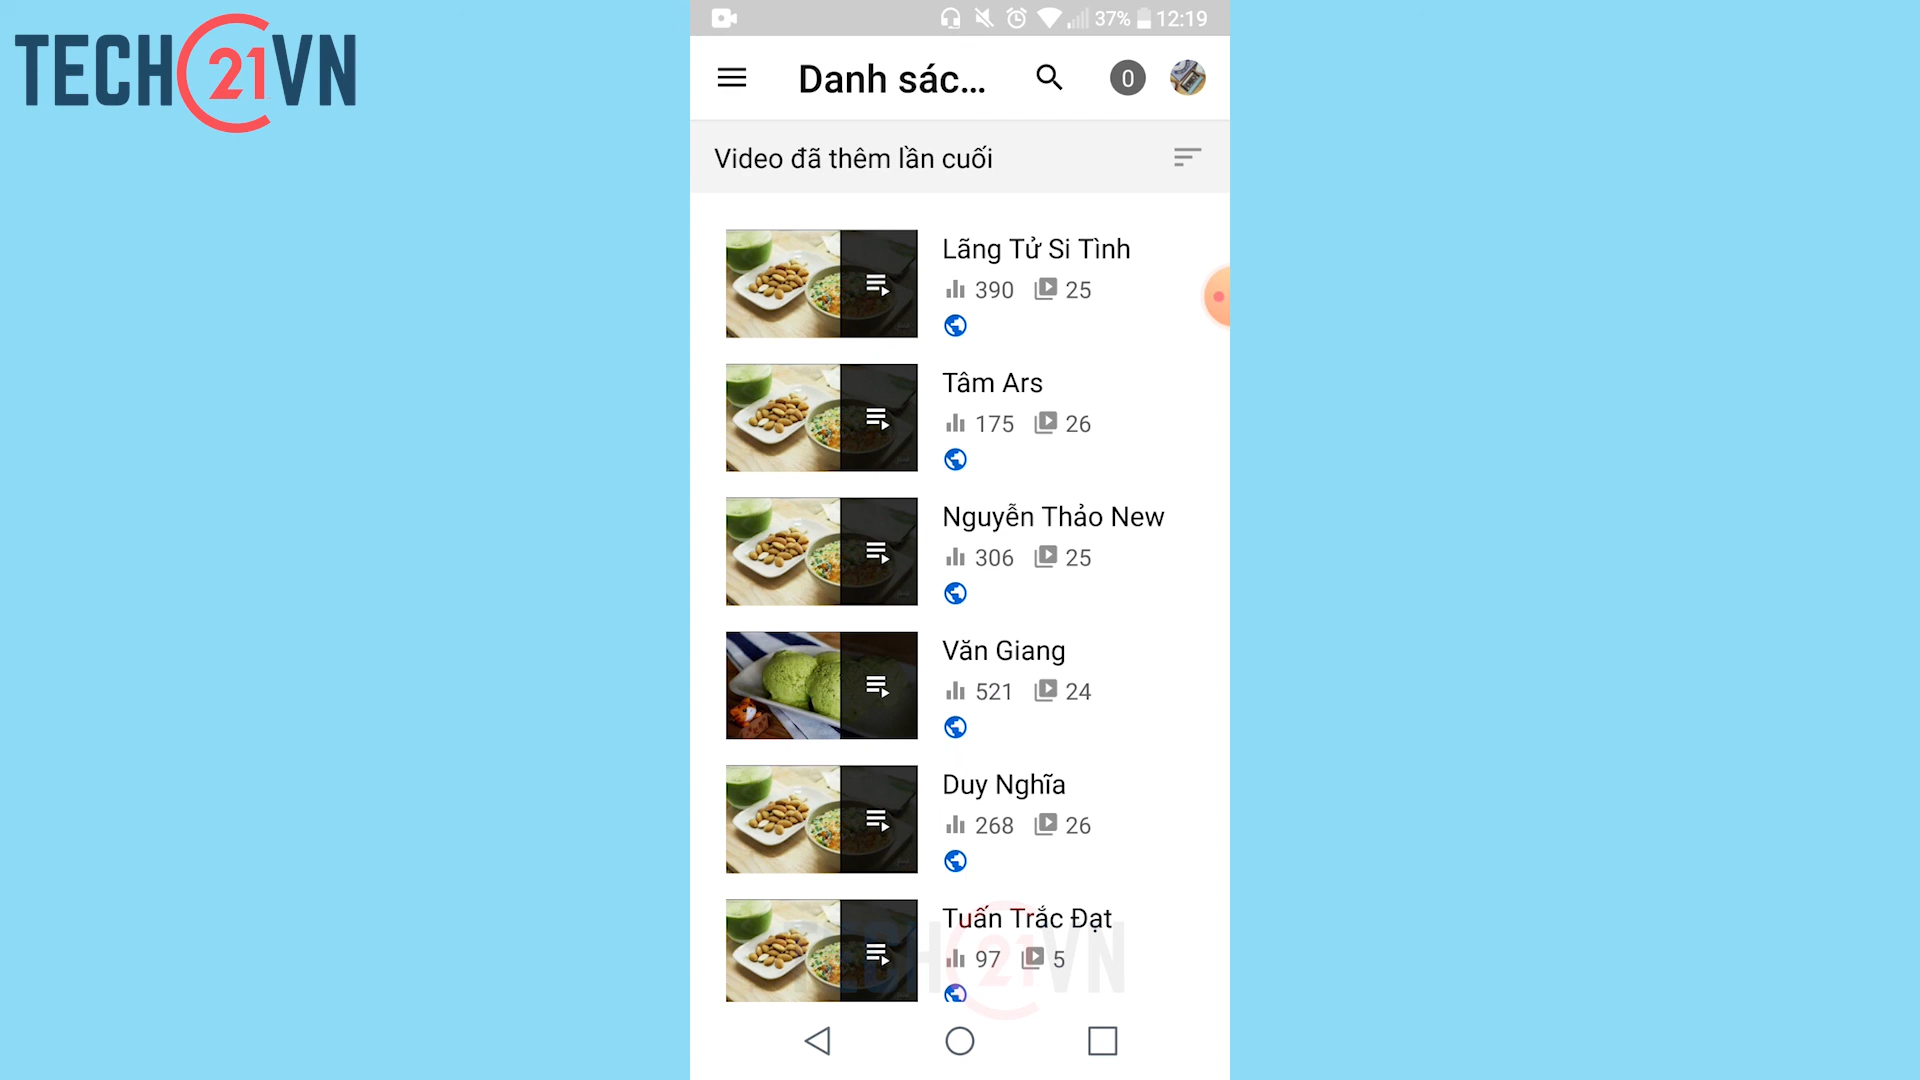 TECH21VN
37% 12:19
Danh sác... 0
Video đã thêm lần cuối
Lãng Tử Si Tình
390 25
Tâm Ars
175 26
Nguyễn Thảo New
306 25
Văn Giang
521 24
Duy Nghĩa
268 26
Tuấn Trắc Đạt
97 5
TECH21VN